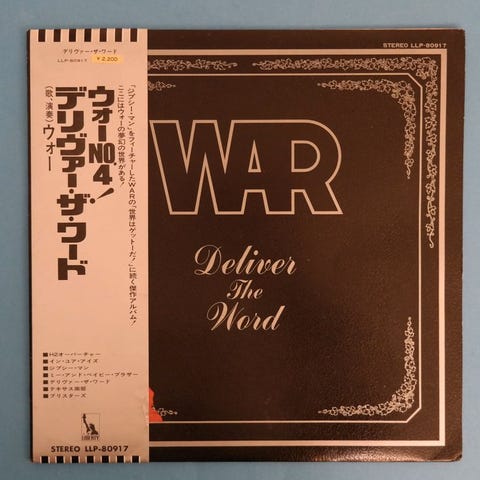 デリヴァー・ザ・ワード
LLP-80917
¥2,200
ウォーNO.4!
デリヴァー・ザ・ワード
(歌・演奏)ウォー
「ジプシー・マン」をフィーチャーしたWARの「世界はゲットーだ!」に続く傑作アルバム!
ここにはウォーの夢幻の世界がある!
■H2オーバーチャー
■イン・ユア・アイズ
■ジプシー・マン
■ミー・アンド・ベイビー・ブラザー
■デリヴァー・ザ・ワード
■サザン
■ブリスターズ
LIBERTY
STEREO LLP-80917
STEREO LLP-80917
WAR
Deliver
The
Word